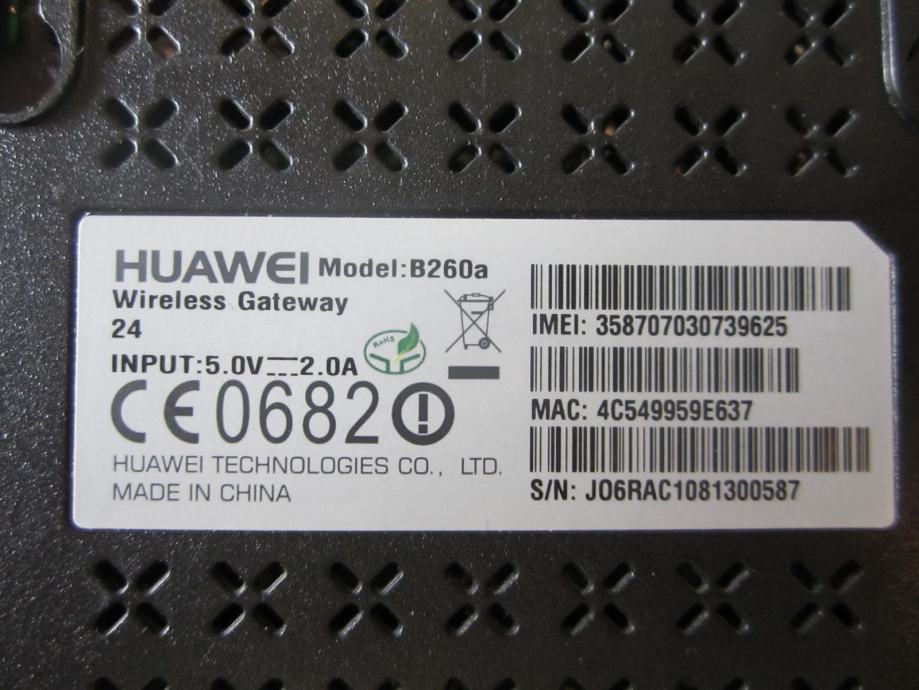 HUAWEI Model:B260a
Wireless Gateway
24
INPUT:5.0V⎓2.0A
RoHS
CE0682
HUAWEI TECHNOLOGIES CO., LTD.
MADE IN CHINA
IMEI: 358707030739625
MAC: 4C549959E637
S/N: J06RAC1081300587